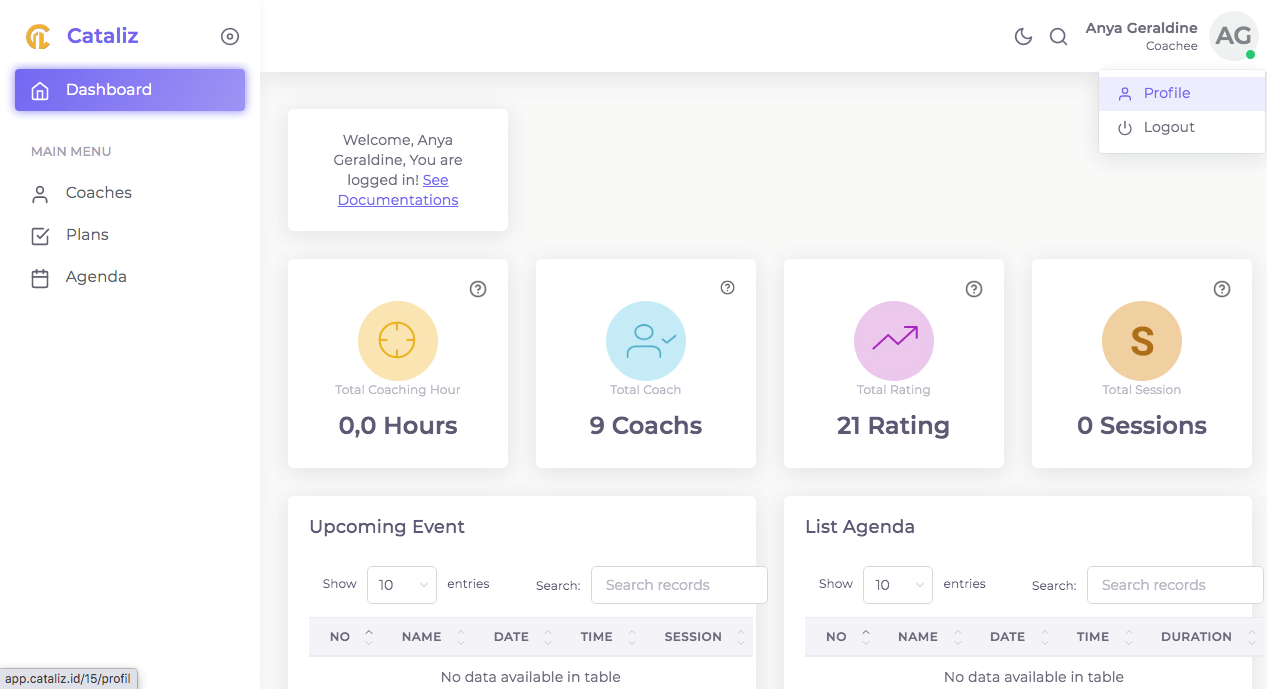 Cataliz
Anya Geraldine
Coachee
AG
Dashboard
Profile
Logout
MAIN MENU
Coaches
Plans
Agenda
Welcome, Anya
Geraldine, You are
logged in! See
Documentations
Total Coaching Hour
0,0 Hours
Total Coach
9 Coachs
Total Rating
21 Rating
S
Total Session
0 Sessions
Upcoming Event
Show 10 entries Search: Search records
NO NAME DATE TIME SESSION
No data available in table
List Agenda
Show 10 entries Search: Search records
NO NAME DATE TIME DURATION
No data available in table
app.cataliz.id/15/profil